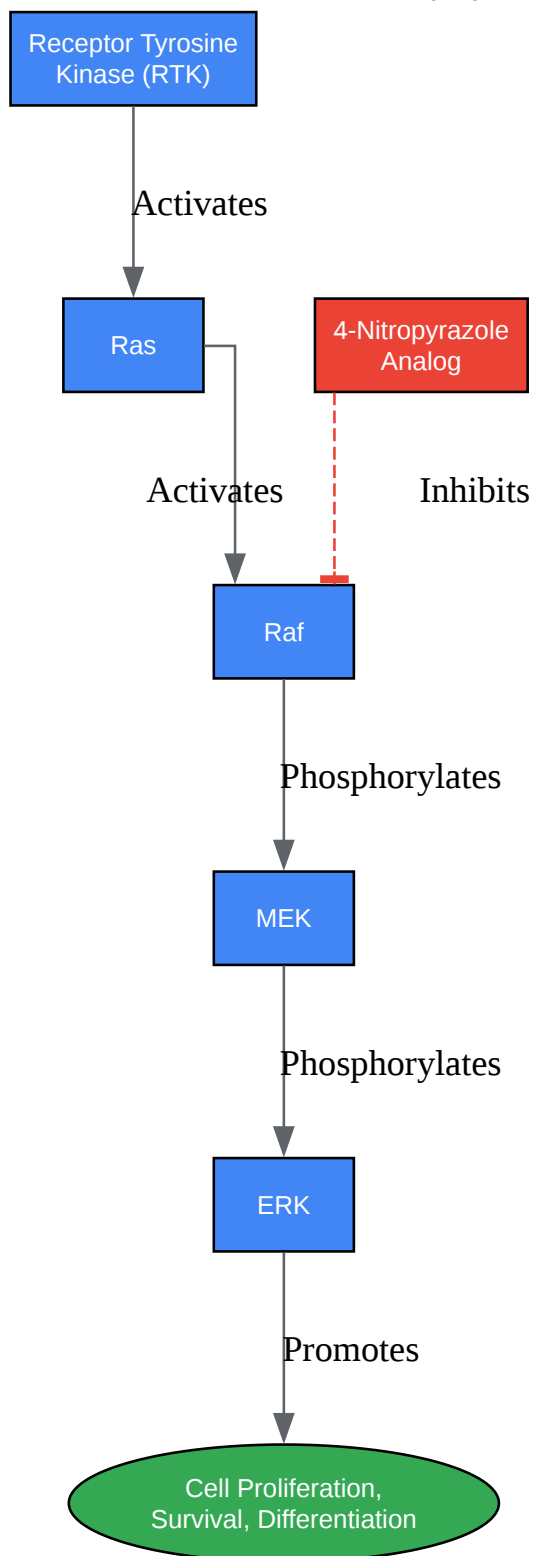 Receptor Tyrosine
Kinase (RTK)
Activates
Ras
4-Nitropyrazole
Analog
Activates
Inhibits
Raf
Phosphorylates
MEK
Phosphorylates
ERK
Promotes
Cell Proliferation,
Survival, Differentiation